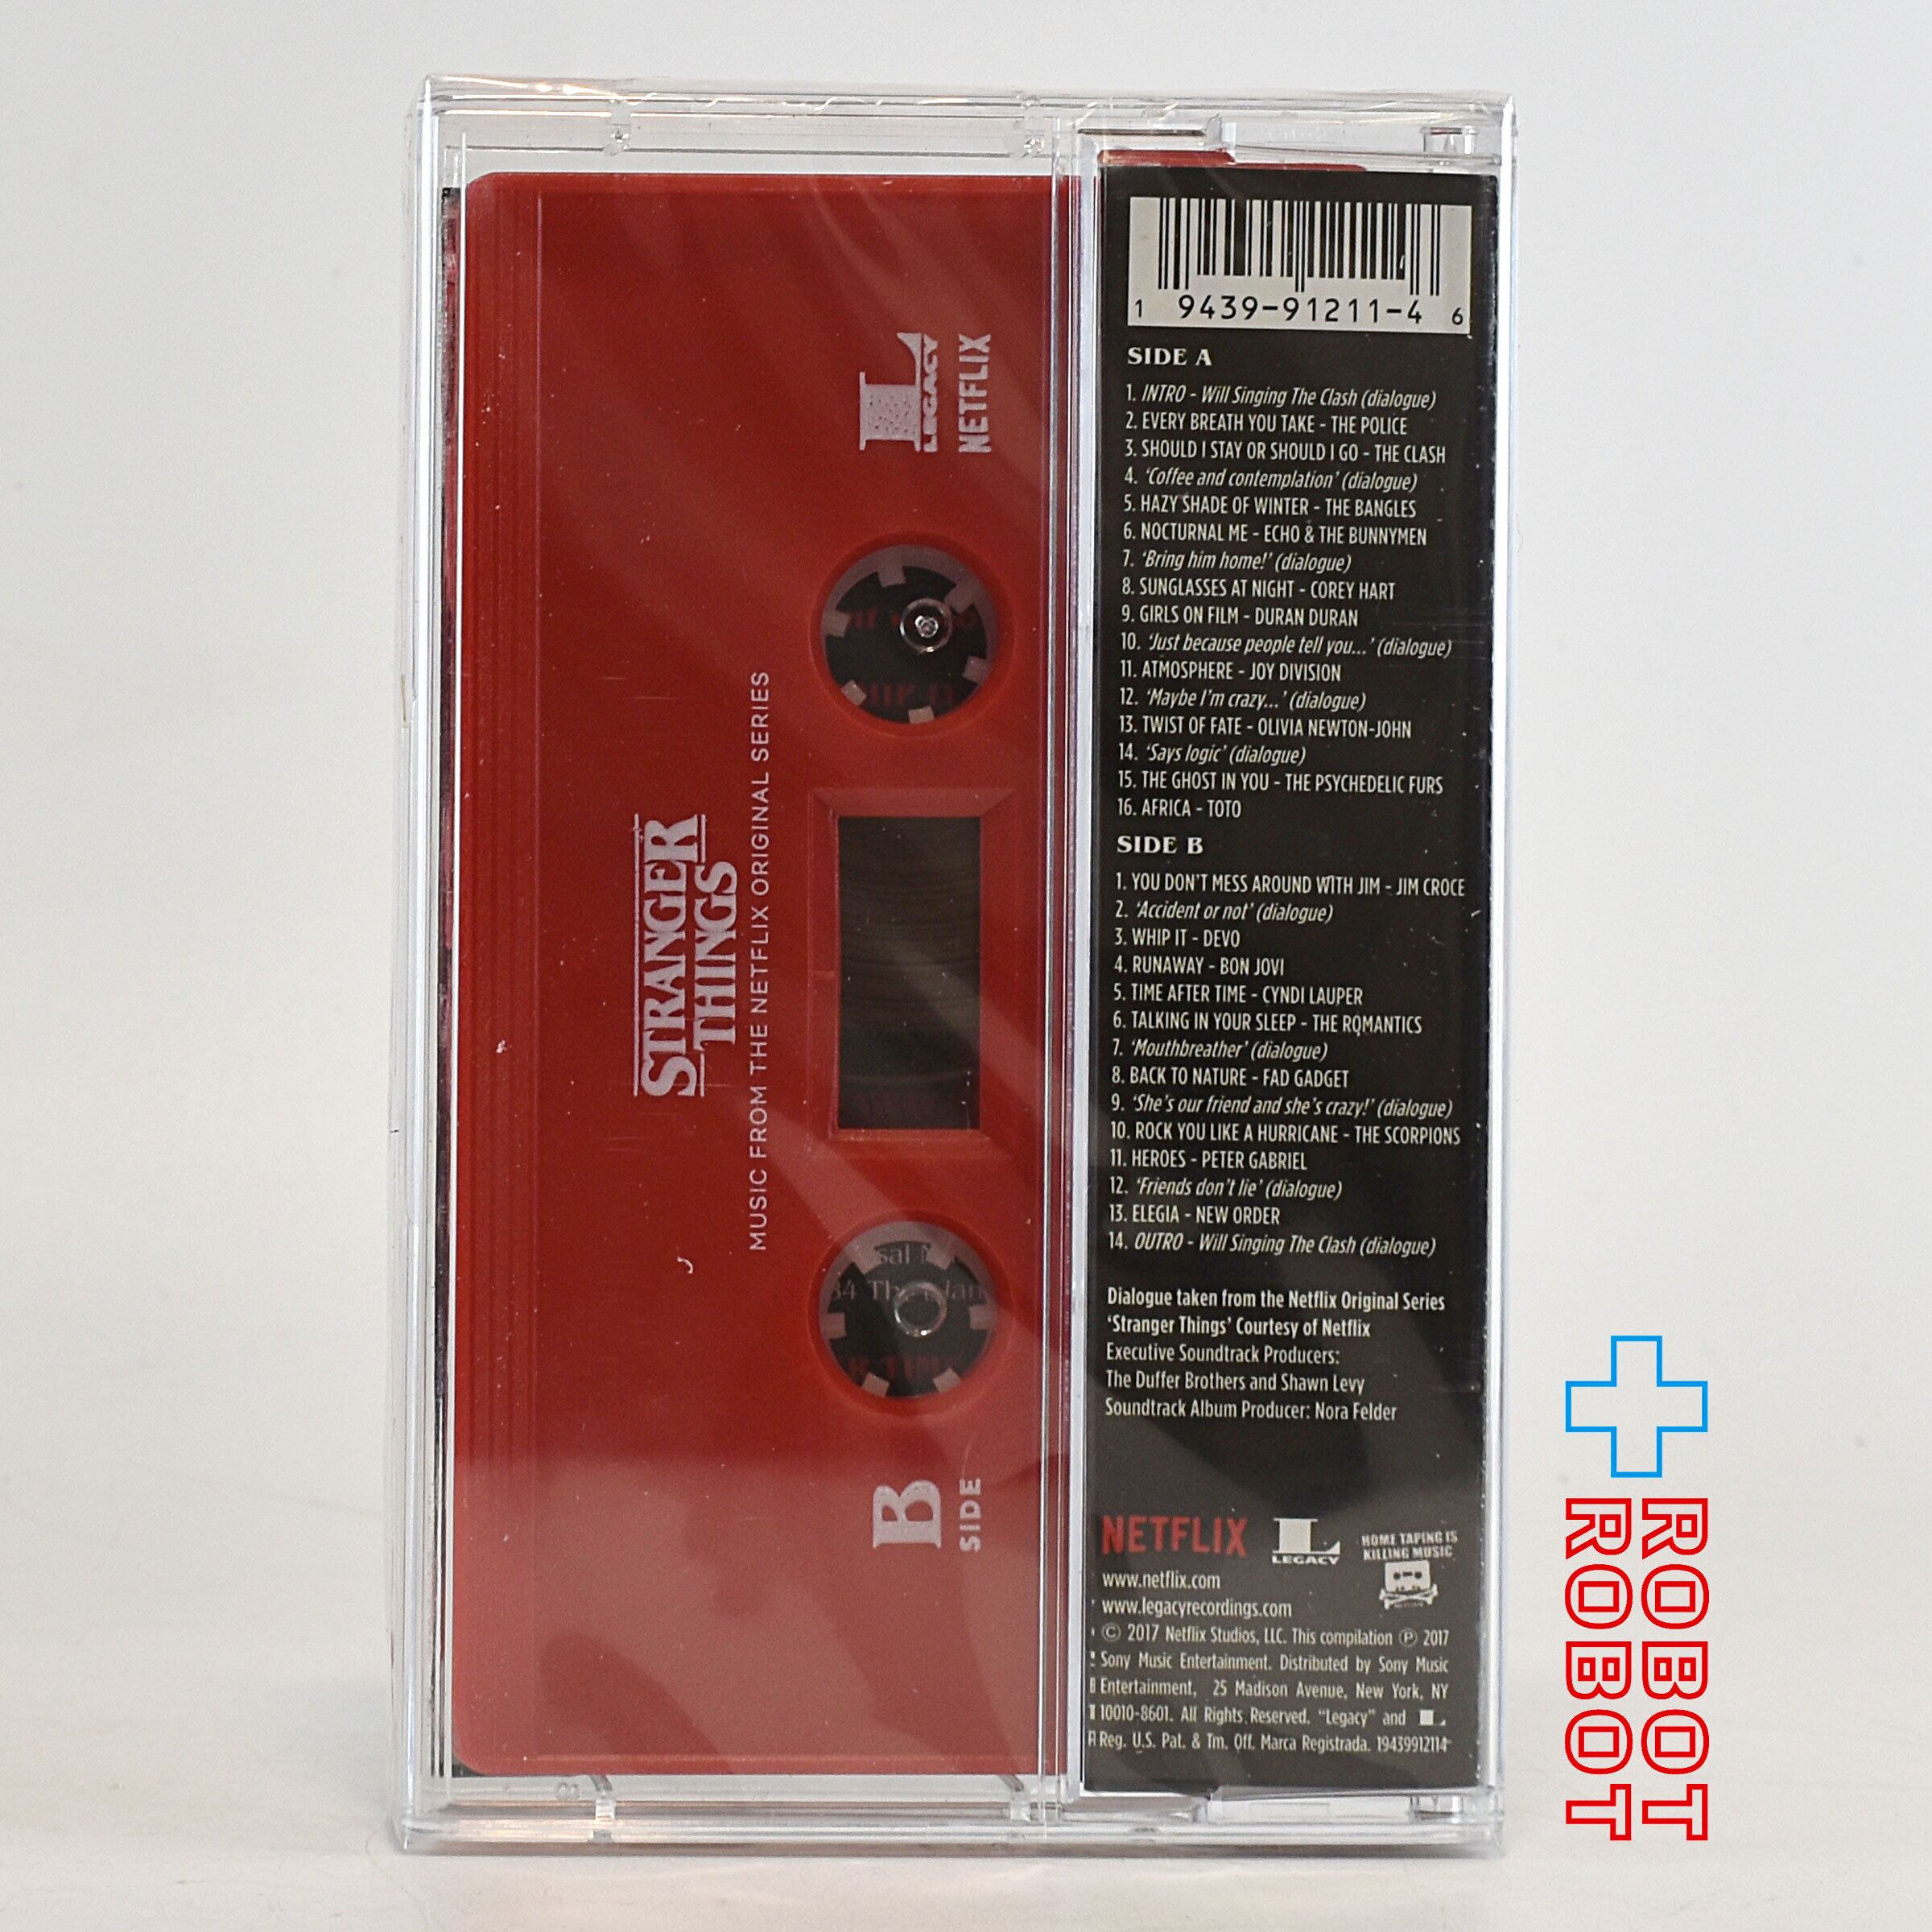 L
LEGACY
NETFLIX
STRANGER
THINGS
MUSIC FROM THE NETFLIX ORIGINAL SERIES
B
SIDE
1 9439-91211-4 6
SIDE A
1. INTRO - Will Singing The Clash (dialogue)
2. EVERY BREATH YOU TAKE - THE POLICE
3. SHOULD I STAY OR SHOULD I GO - THE CLASH
4. ‘Coffee and contemplation’ (dialogue)
5. HAZY SHADE OF WINTER - THE BANGLES
6. NOCTURNAL ME - ECHO & THE BUNNYMEN
7. ‘Bring him home!’ (dialogue)
8. SUNGLASSES AT NIGHT - COREY HART
9. GIRLS ON FILM - DURAN DURAN
10. ‘Just because people tell you...’ (dialogue)
11. ATMOSPHERE - JOY DIVISION
12. ‘Maybe I’m crazy...’ (dialogue)
13. TWIST OF FATE - OLIVIA NEWTON-JOHN
14. ‘Says logic’ (dialogue)
15. THE GHOST IN YOU - THE PSYCHEDELIC FURS
16. AFRICA - TOTO
SIDE B
1. YOU DON’T MESS AROUND WITH JIM - JIM CROCE
2. ‘Accident or not’ (dialogue)
3. WHIP IT - DEVO
4. RUNAWAY - BON JOVI
5. TIME AFTER TIME - CYNDI LAUPER
6. TALKING IN YOUR SLEEP - THE ROMANTICS
7. ‘Mouthbreather’ (dialogue)
8. BACK TO NATURE - FAD GADGET
9. ‘She’s our friend and she’s crazy!’ (dialogue)
10. ROCK YOU LIKE A HURRICANE - THE SCORPIONS
11. HEROES - PETER GABRIEL
12. ‘Friends don’t lie’ (dialogue)
13. ELEGIA - NEW ORDER
14. OUTRO - Will Singing The Clash (dialogue)
Dialogue taken from the Netflix Original Series
‘Stranger Things’ Courtesy of Netflix
Executive Soundtrack Producers:
The Duffer Brothers and Shawn Levy
Soundtrack Album Producer: Nora Felder
NETFLIX
L
LEGACY
HOME TAPING IS
KILLING MUSIC
www.netflix.com
www.legacyrecordings.com
© 2017 Netflix Studios, LLC. This compilation ℗ 2017
Sony Music Entertainment. Distributed by Sony Music
Entertainment, 25 Madison Avenue, New York, NY
10010-8601. All Rights Reserved. “Legacy” and L
Reg. U.S. Pat. & Tm. Off. Marca Registrada. 19439912114
ROBOT
ROBOT